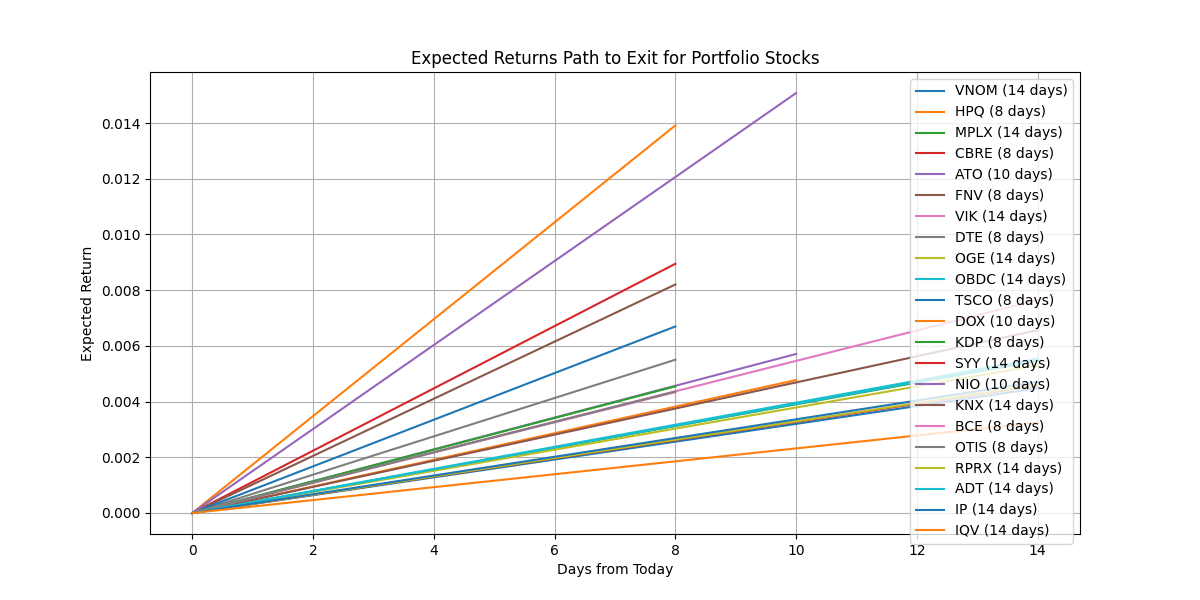 Expected Returns Path to Exit for Portfolio Stocks
Expected Return
0.014
0.012
0.010
0.008
0.006
0.004
0.002
0.000
0 2 4 6 8 10 12 14
Days from Today
VNOM (14 days)
HPQ (8 days)
MPLX (14 days)
CBRE (8 days)
ATO (10 days)
FNV (8 days)
VIK (14 days)
DTE (8 days)
OGE (14 days)
OBDC (14 days)
TSCO (8 days)
DOX (10 days)
KDP (8 days)
SYY (14 days)
NIO (10 days)
KNX (14 days)
BCE (8 days)
OTIS (8 days)
RPRX (14 days)
ADT (14 days)
IP (14 days)
IQV (14 days)